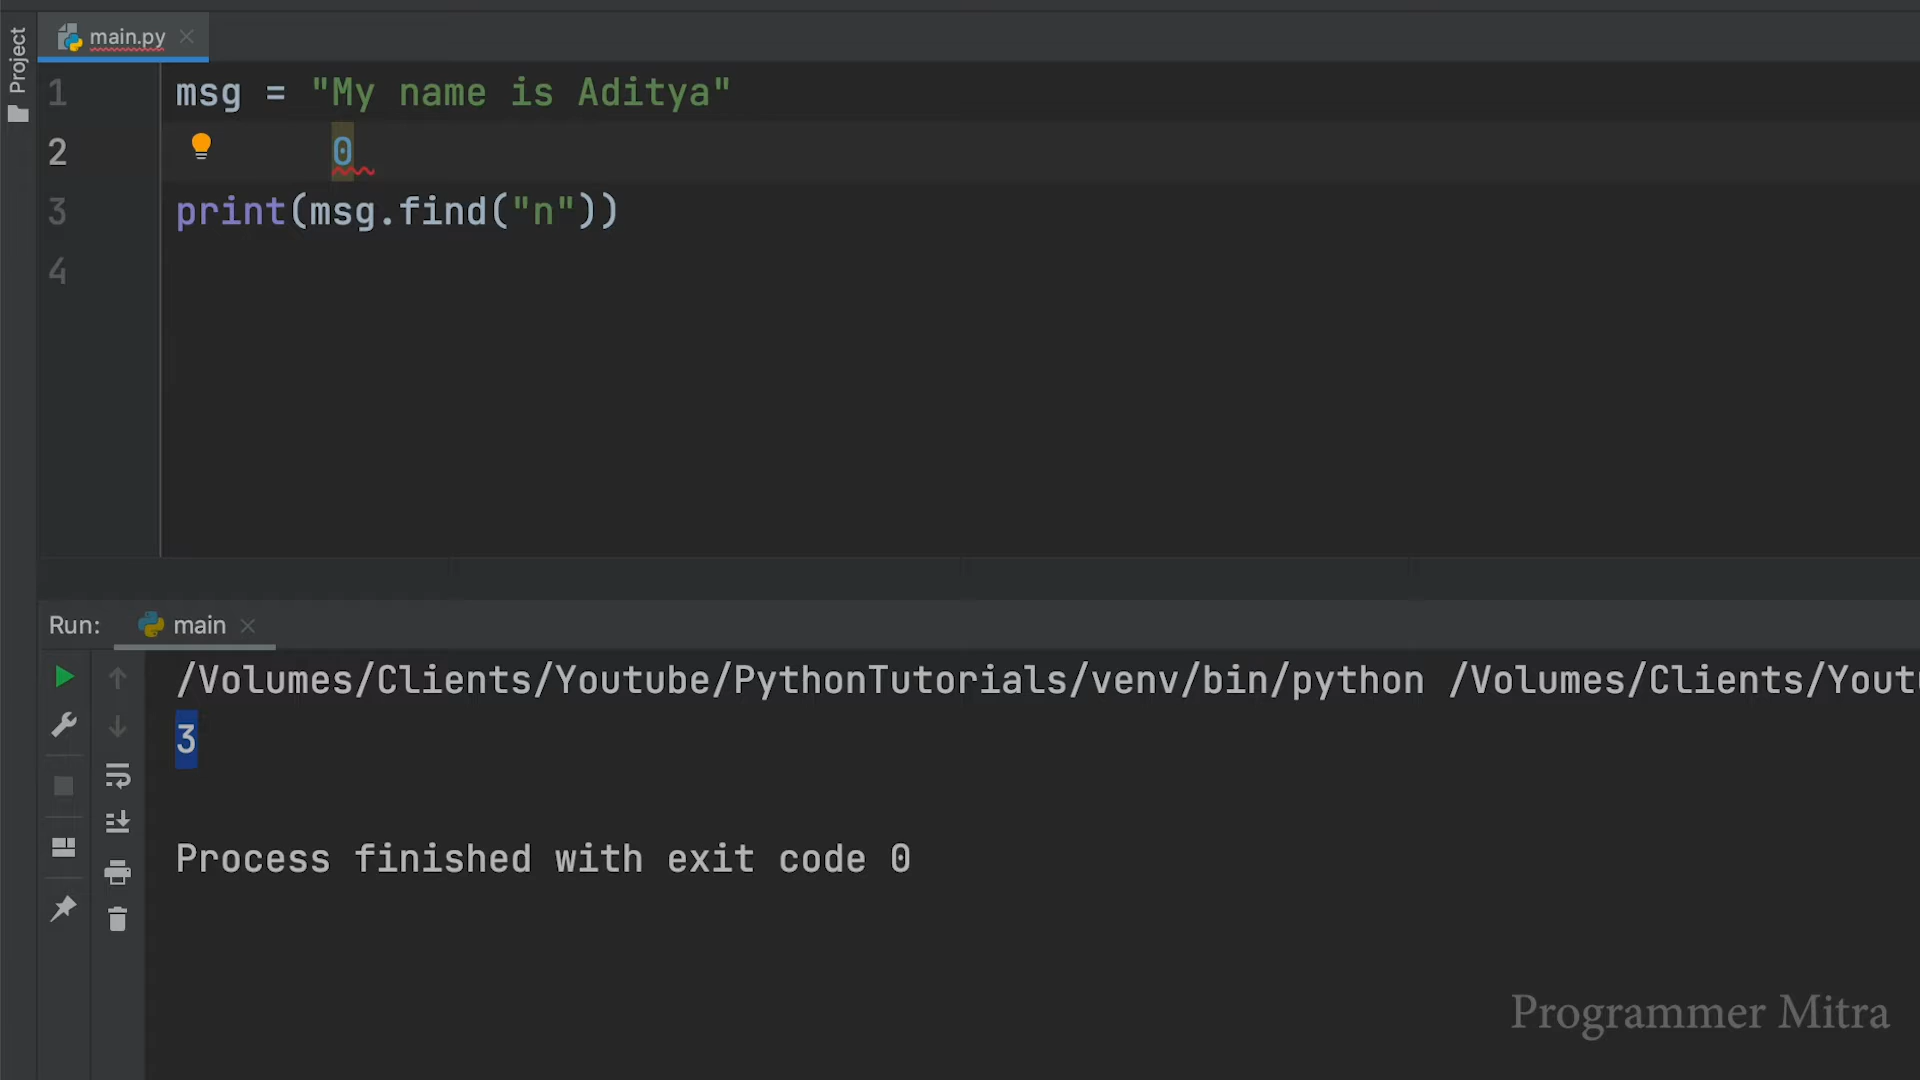 Project
main.py
1 msg = "My name is Aditya"
2 0
3 print(msg.find("n"))
4
Run: main
/Volumes/Clients/Youtube/PythonTutorials/venv/bin/python /Volumes/Clients/Yout
3
Process finished with exit code 0
Programmer Mitra